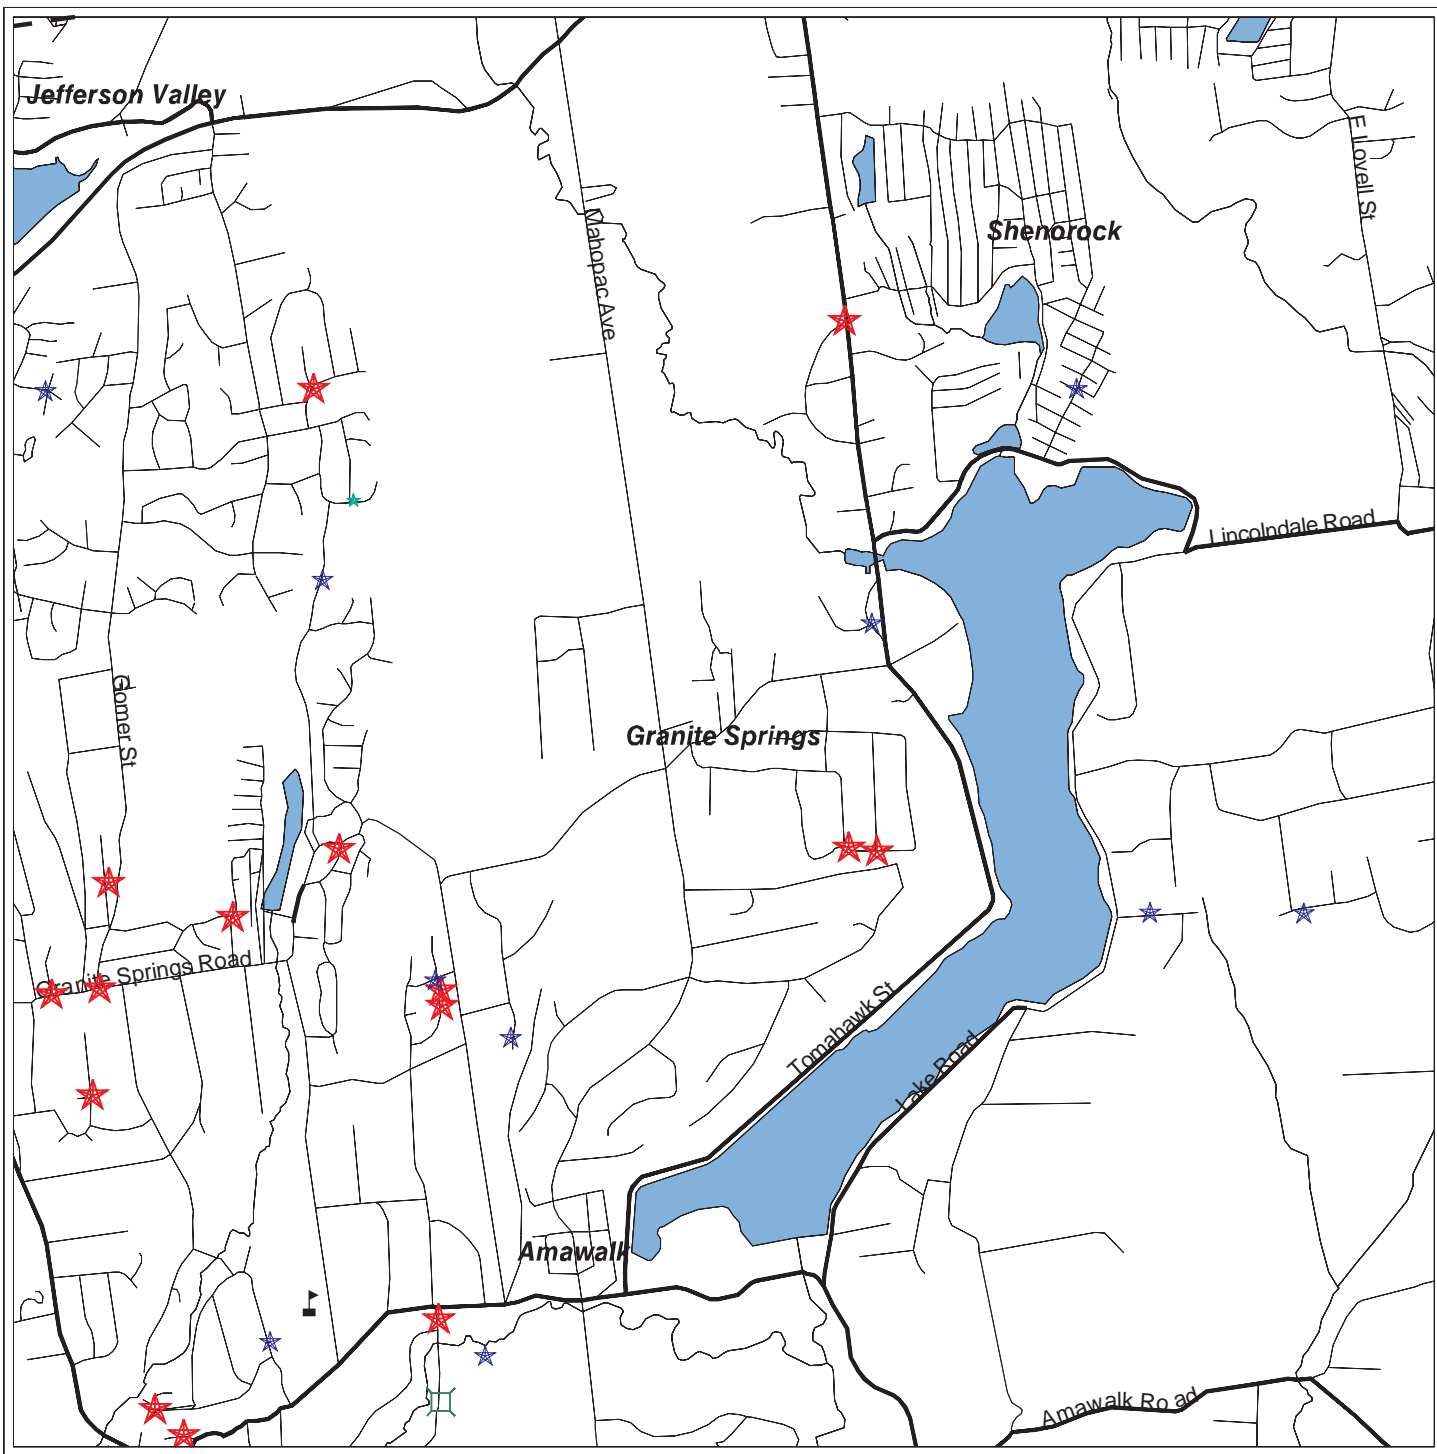 Jefferson Valley
E Lovell St
Mahopac Ave
Shenorock
Lincolndale Road
Gomer St
Granite Springs
Granite Springs Road
Tomahawk St
Lake Road
Amawalk
Amawalk Ro ad